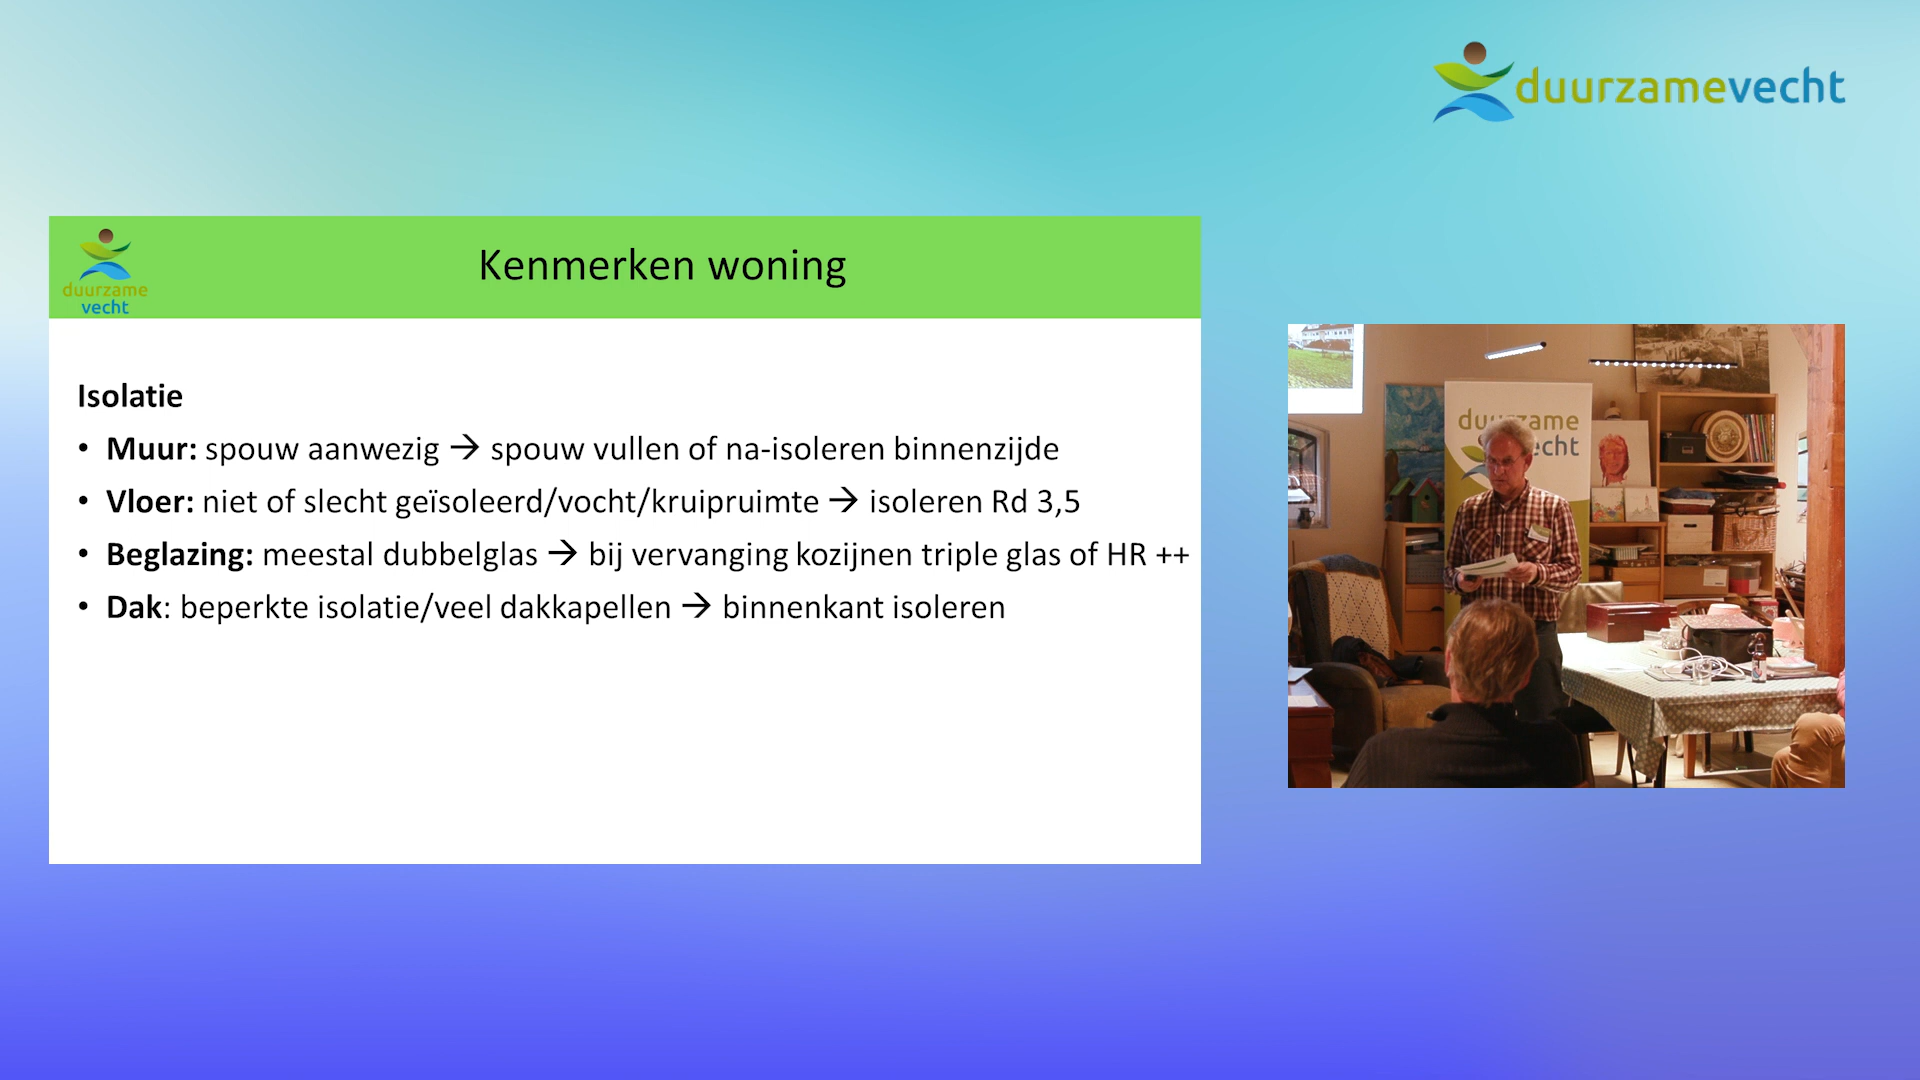 duurzamevecht
duurzame
vecht
Kenmerken woning
Isolatie
• Muur: spouw aanwezig → spouw vullen of na-isoleren binnenzijde
• Vloer: niet of slecht geïsoleerd/vocht/kruipruimte → isoleren Rd 3,5
• Beglazing: meestal dubbelglas → bij vervanging kozijnen triple glas of HR ++
• Dak: beperkte isolatie/veel dakkapellen → binnenkant isoleren